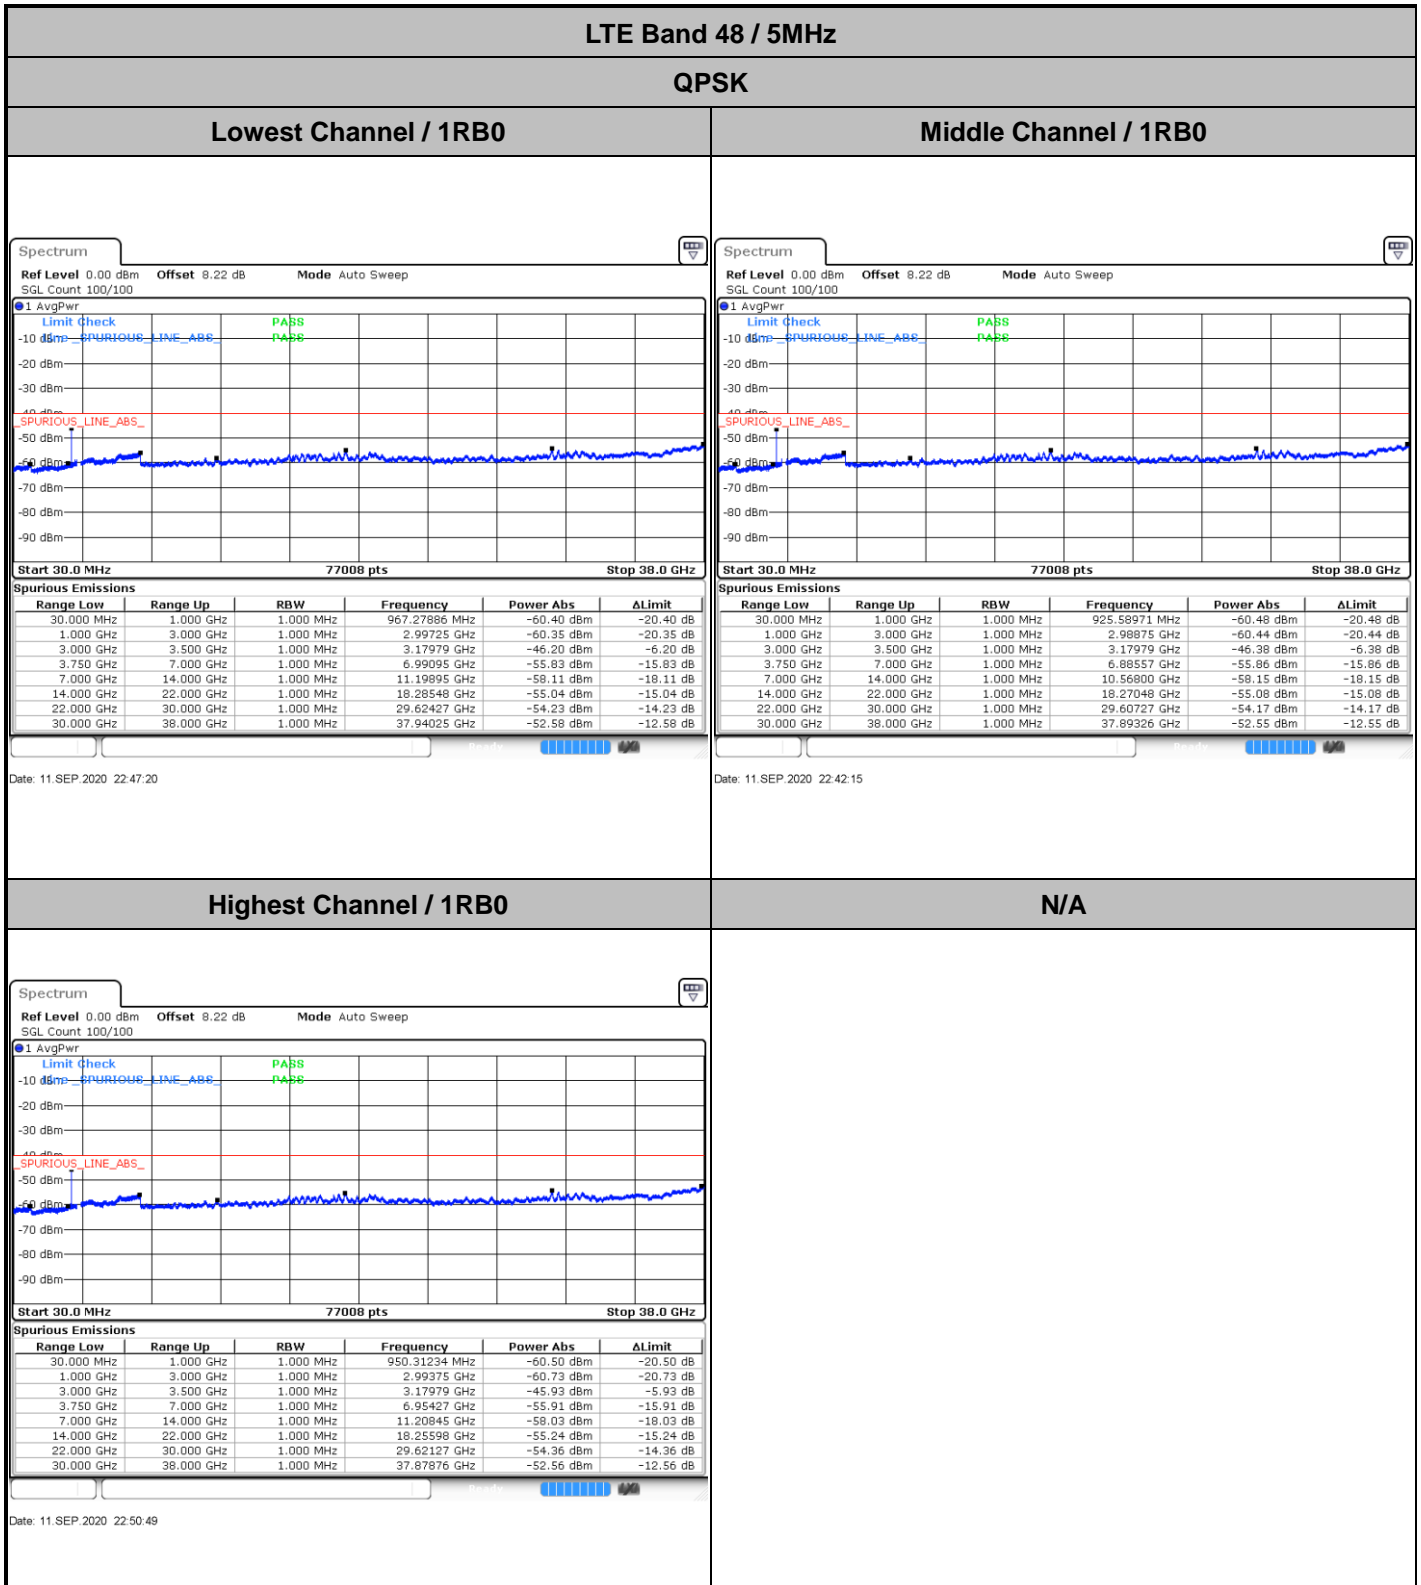 LTE Band 48 / 5MHz
QPSK
Lowest Channel / 1RB0
Middle Channel / 1RB0
Spectrum
Ref Level 0.00 dBm Offset 8.22 dB Mode Auto Sweep
SGL Count 100/100
1 AvgPwr
Limit Check PASS
-10 dBm Line _SPURIOUS_LINE_ABS_ PASS
-20 dBm
-30 dBm
-40 dBm
_SPURIOUS_LINE_ABS_
-50 dBm
-60 dBm
-70 dBm
-80 dBm
-90 dBm
Start 30.0 MHz 77008 pts Stop 38.0 GHz
Spurious Emissions
Range Low Range Up RBW Frequency Power Abs ΔLimit
30.000 MHz 1.000 GHz 1.000 MHz 967.27886 MHz -60.40 dBm -20.40 dB
1.000 GHz 3.000 GHz 1.000 MHz 2.99725 GHz -60.35 dBm -20.35 dB
3.000 GHz 3.500 GHz 1.000 MHz 3.17979 GHz -46.20 dBm -6.20 dB
3.750 GHz 7.000 GHz 1.000 MHz 6.99095 GHz -55.83 dBm -15.83 dB
7.000 GHz 14.000 GHz 1.000 MHz 11.19895 GHz -58.11 dBm -18.11 dB
14.000 GHz 22.000 GHz 1.000 MHz 18.28548 GHz -55.04 dBm -15.04 dB
22.000 GHz 30.000 GHz 1.000 MHz 29.62427 GHz -54.23 dBm -14.23 dB
30.000 GHz 38.000 GHz 1.000 MHz 37.94025 GHz -52.58 dBm -12.58 dB
Ready
Date: 11.SEP.2020 22:47:20
Spectrum
Ref Level 0.00 dBm Offset 8.22 dB Mode Auto Sweep
SGL Count 100/100
1 AvgPwr
Limit Check PASS
-10 dBm Line _SPURIOUS_LINE_ABS_ PASS
-20 dBm
-30 dBm
-40 dBm
_SPURIOUS_LINE_ABS_
-50 dBm
-60 dBm
-70 dBm
-80 dBm
-90 dBm
Start 30.0 MHz 77008 pts Stop 38.0 GHz
Spurious Emissions
Range Low Range Up RBW Frequency Power Abs ΔLimit
30.000 MHz 1.000 GHz 1.000 MHz 925.58971 MHz -60.48 dBm -20.48 dB
1.000 GHz 3.000 GHz 1.000 MHz 2.98875 GHz -60.44 dBm -20.44 dB
3.000 GHz 3.500 GHz 1.000 MHz 3.17979 GHz -46.38 dBm -6.38 dB
3.750 GHz 7.000 GHz 1.000 MHz 6.88557 GHz -55.86 dBm -15.86 dB
7.000 GHz 14.000 GHz 1.000 MHz 10.56800 GHz -58.15 dBm -18.15 dB
14.000 GHz 22.000 GHz 1.000 MHz 18.27048 GHz -55.08 dBm -15.08 dB
22.000 GHz 30.000 GHz 1.000 MHz 29.60727 GHz -54.17 dBm -14.17 dB
30.000 GHz 38.000 GHz 1.000 MHz 37.89326 GHz -52.55 dBm -12.55 dB
Ready
Date: 11.SEP.2020 22:42:15
Highest Channel / 1RB0
N/A
Spectrum
Ref Level 0.00 dBm Offset 8.22 dB Mode Auto Sweep
SGL Count 100/100
1 AvgPwr
Limit Check PASS
-10 dBm Line _SPURIOUS_LINE_ABS_ PASS
-20 dBm
-30 dBm
-40 dBm
_SPURIOUS_LINE_ABS_
-50 dBm
-60 dBm
-70 dBm
-80 dBm
-90 dBm
Start 30.0 MHz 77008 pts Stop 38.0 GHz
Spurious Emissions
Range Low Range Up RBW Frequency Power Abs ΔLimit
30.000 MHz 1.000 GHz 1.000 MHz 950.31234 MHz -60.50 dBm -20.50 dB
1.000 GHz 3.000 GHz 1.000 MHz 2.99375 GHz -60.73 dBm -20.73 dB
3.000 GHz 3.500 GHz 1.000 MHz 3.17979 GHz -45.93 dBm -5.93 dB
3.750 GHz 7.000 GHz 1.000 MHz 6.95427 GHz -55.91 dBm -15.91 dB
7.000 GHz 14.000 GHz 1.000 MHz 11.20845 GHz -58.03 dBm -18.03 dB
14.000 GHz 22.000 GHz 1.000 MHz 18.25598 GHz -55.24 dBm -15.24 dB
22.000 GHz 30.000 GHz 1.000 MHz 29.62127 GHz -54.36 dBm -14.36 dB
30.000 GHz 38.000 GHz 1.000 MHz 37.87876 GHz -52.56 dBm -12.56 dB
Ready
Date: 11.SEP.2020 22:50:49